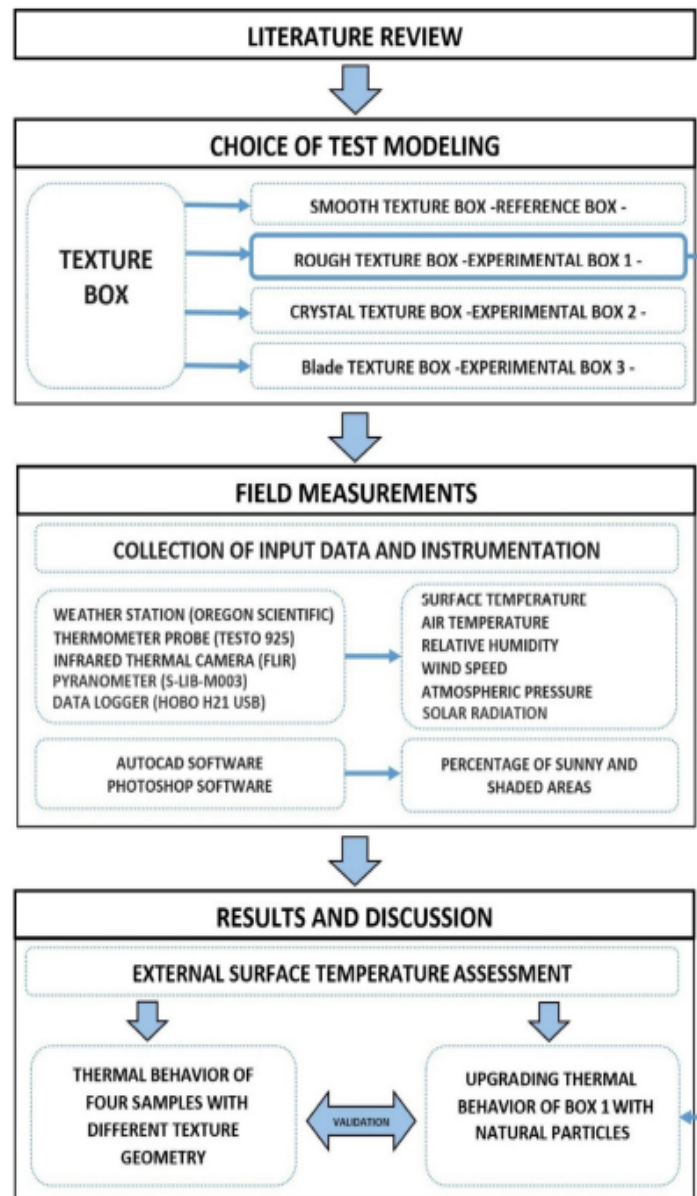 LITERATURE REVIEW
CHOICE OF TEST MODELING
TEXTURE
BOX
SMOOTH TEXTURE BOX -REFERENCE BOX -
ROUGH TEXTURE BOX -EXPERIMENTAL BOX 1 -
CRYSTAL TEXTURE BOX -EXPERIMENTAL BOX 2 -
Blade TEXTURE BOX -EXPERIMENTAL BOX 3 -
FIELD MEASUREMENTS
COLLECTION OF INPUT DATA AND INSTRUMENTATION
WEATHER STATION (OREGON SCIENTIFIC)
THERMOMETER PROBE (TESTO 925)
INFRARED THERMAL CAMERA (FLIR)
PYRANOMETER (S-LIB-M003)
DATA LOGGER (HOBO H21 USB)
SURFACE TEMPERATURE
AIR TEMPERATURE
RELATIVE HUMIDITY
WIND SPEED
ATMOSPHERIC PRESSURE
SOLAR RADIATION
AUTOCAD SOFTWARE
PHOTOSHOP SOFTWARE
PERCENTAGE OF SUNNY AND
SHADED AREAS
RESULTS AND DISCUSSION
EXTERNAL SURFACE TEMPERATURE ASSESSMENT
THERMAL BEHAVIOR OF
FOUR SAMPLES WITH
DIFFERENT TEXTURE
GEOMETRY
VALIDATION
UPGRADING THERMAL
BEHAVIOR OF BOX 1 WITH
NATURAL PARTICLES